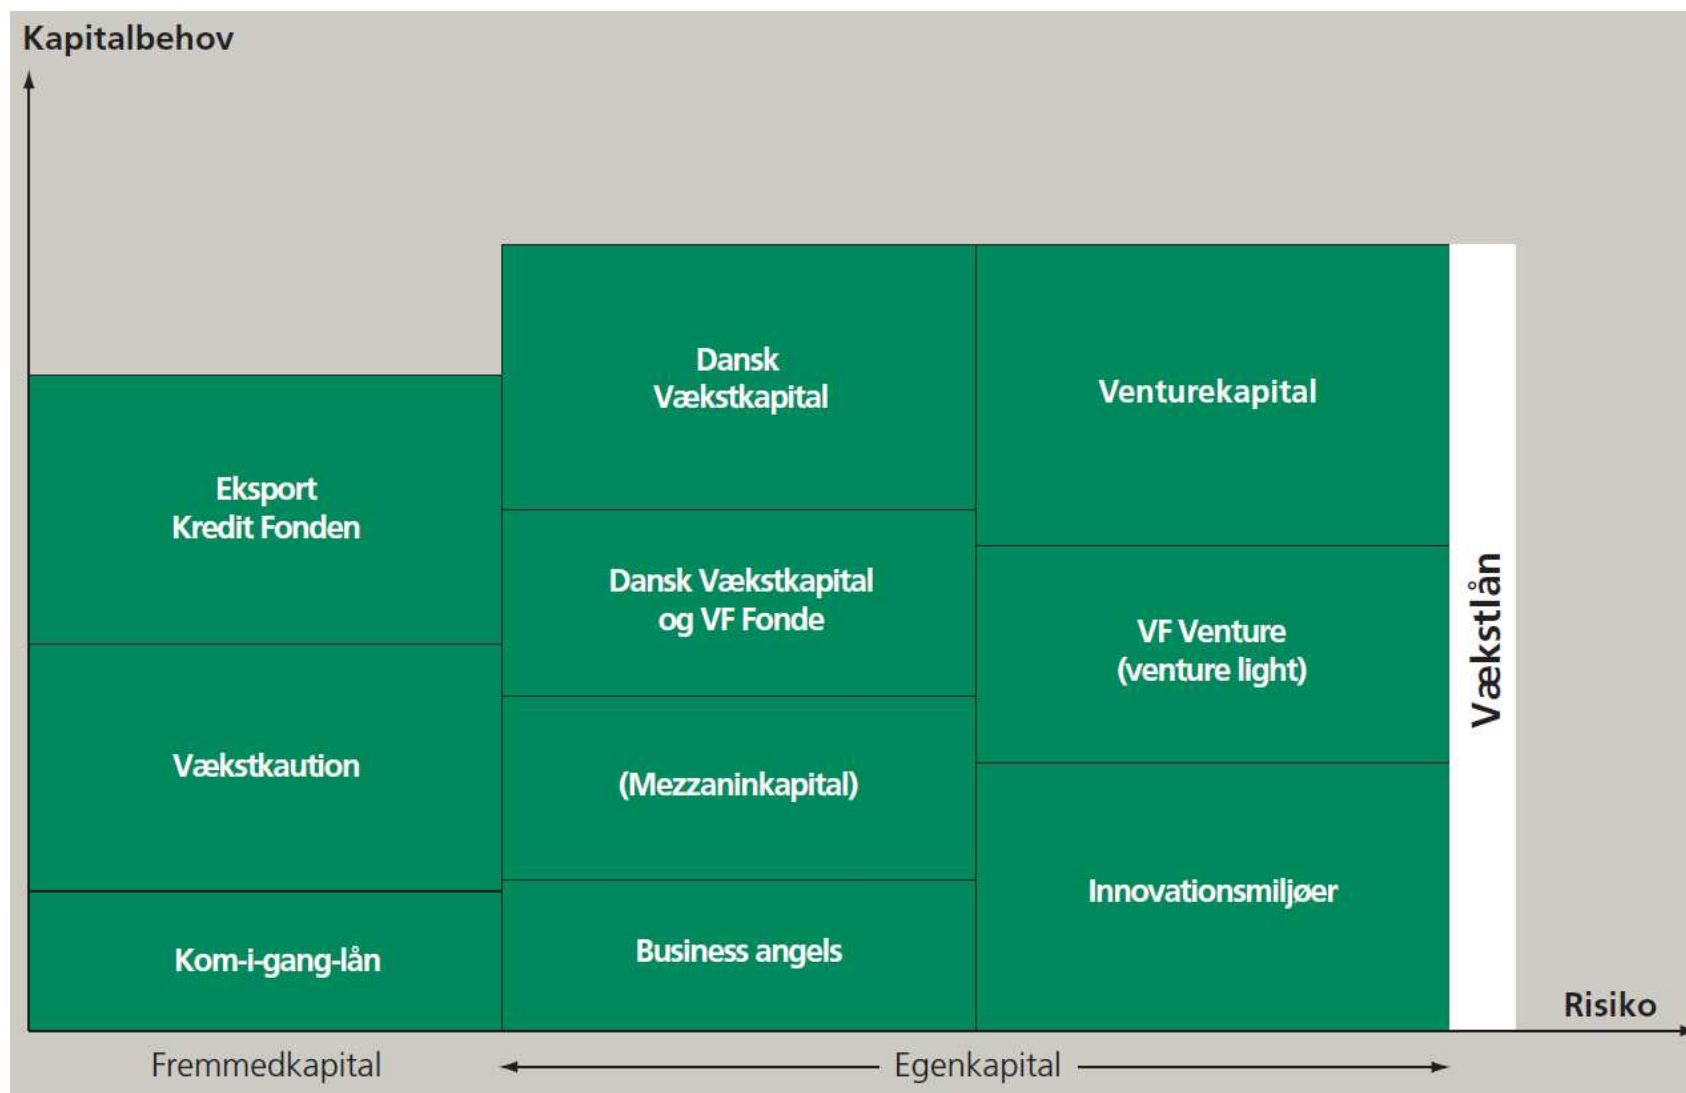 Kapitalbehov
Eksport
Kredit Fonden
Vækstkaution
Kom-i-gang-lån
Dansk
Vækstkapital
Dansk Vækstkapital
og VF Fonde
(Mezzaninkapital)
Business angels
Venturekapital
VF Venture
(venture light)
Innovationsmiljøer
Vækstlån
Risiko
Fremmedkapital
Egenkapital